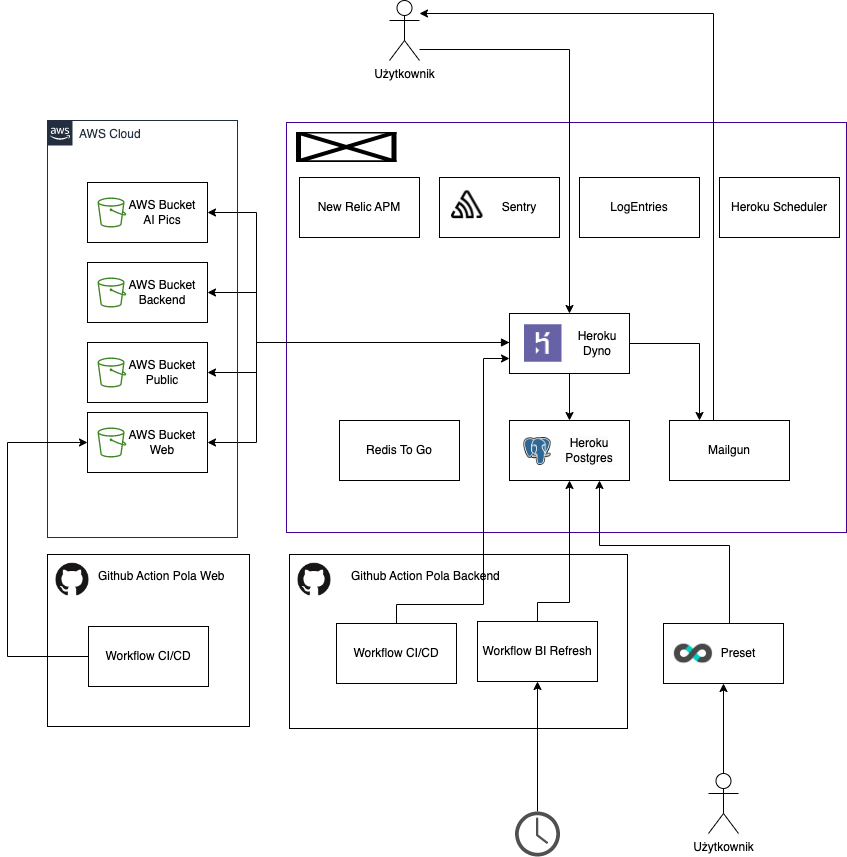 Użytkownik
aws
AWS Cloud
New Relic APM
Sentry
LogEntries
Heroku Scheduler
AWS Bucket
AI Pics
AWS Bucket
Backend
AWS Bucket
Public
AWS Bucket
Web
Heroku
Dyno
Redis To Go
Heroku
Postgres
Mailgun
Github Action Pola Web
Workflow CI/CD
Github Action Pola Backend
Workflow CI/CD
Workflow BI Refresh
Preset
Użytkownik